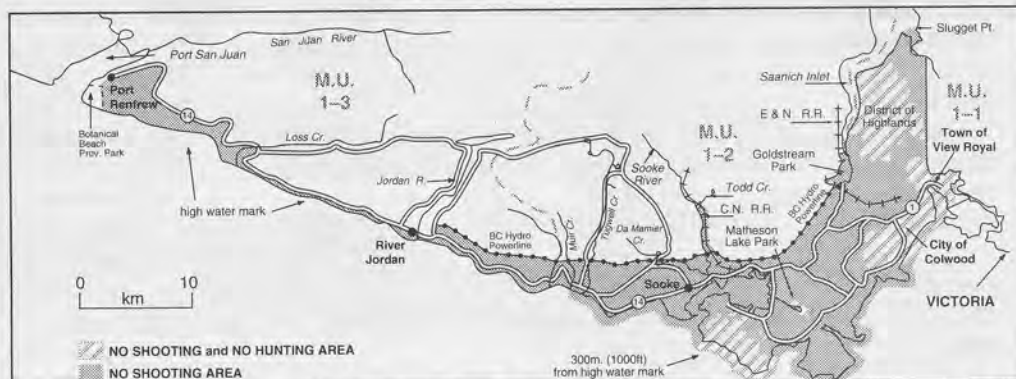 Slugget Pt.
San Juan River
Port San Juan
M.U.
1-3
Port
Renfrew
Saanich Inlet
M.U.
1-1
14
Botanical
Beach
Prov. Park
Loss Cr.
M.U.
1-2
E & N R.R.
District of
Highlands
Town of
View Royal
Goldstream
Park
Sooke
River
Jordan R.
Todd Cr.
high water mark
C.N. R.R.
BC Hydro
Powerline
1
Tugwell Cr.
Muir Cr.
Da Mamier
Cr.
BC Hydro
Powerline
Matheson
Lake Park
City of
Colwood
River
Jordan
Sooke
14
VICTORIA
0 10
km
NO SHOOTING and NO HUNTING AREA
NO SHOOTING AREA
300m. (1000ft)
from high water mark